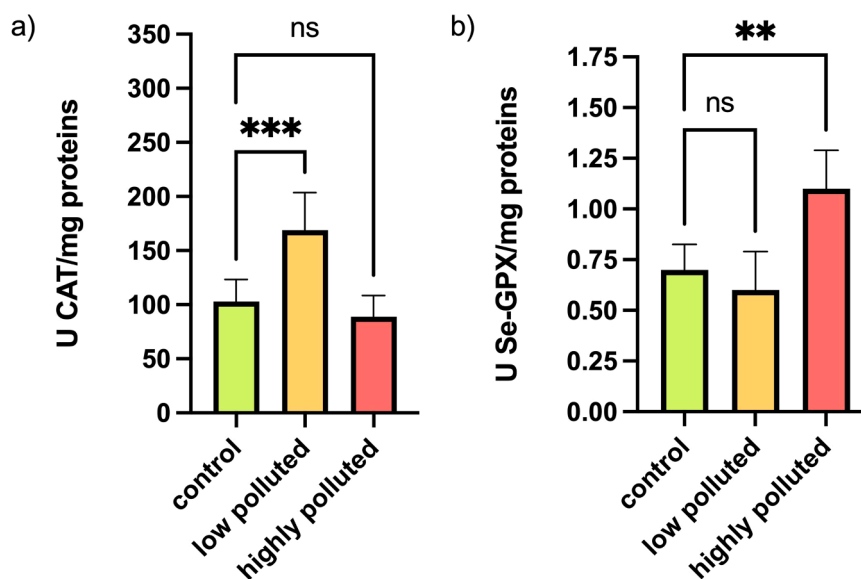 a)
U CAT/mg proteins
350
300
250
200
150
100
50
0
ns
***
control
low polluted
highly polluted
b)
U Se-GPX/mg proteins
1.75
1.50
1.25
1.00
0.75
0.50
0.25
0.00
**
ns
control
low polluted
highly polluted